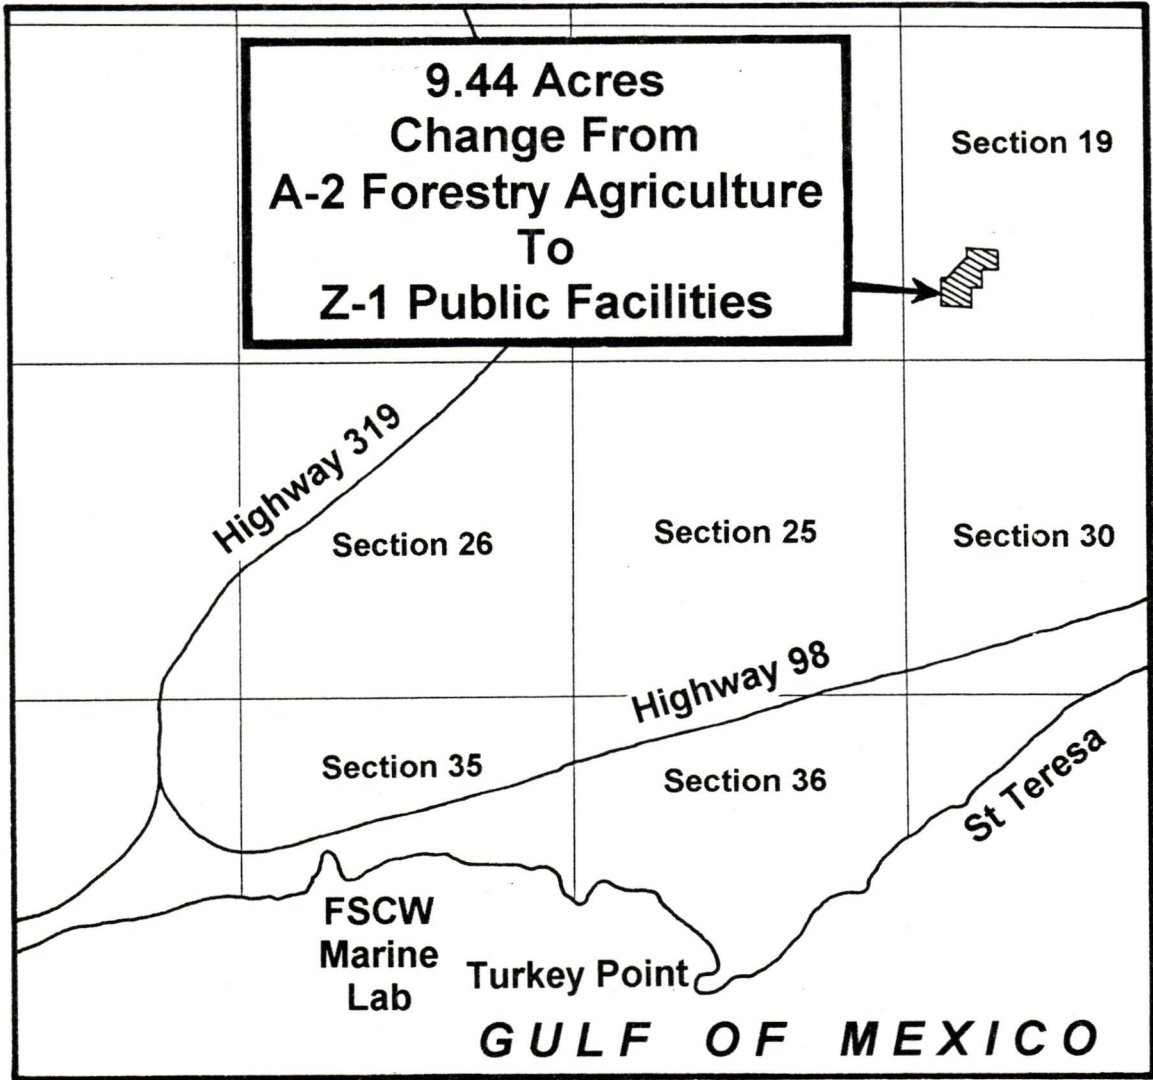 9.44 Acres
Change From
A-2 Forestry Agriculture
To
Z-1 Public Facilities
Section 19
Highway 319
Section 26
Section 25
Section 30
Highway 98
Section 35
Section 36
St Teresa
FSCW
Marine
Lab
Turkey Point
GULF OF MEXICO